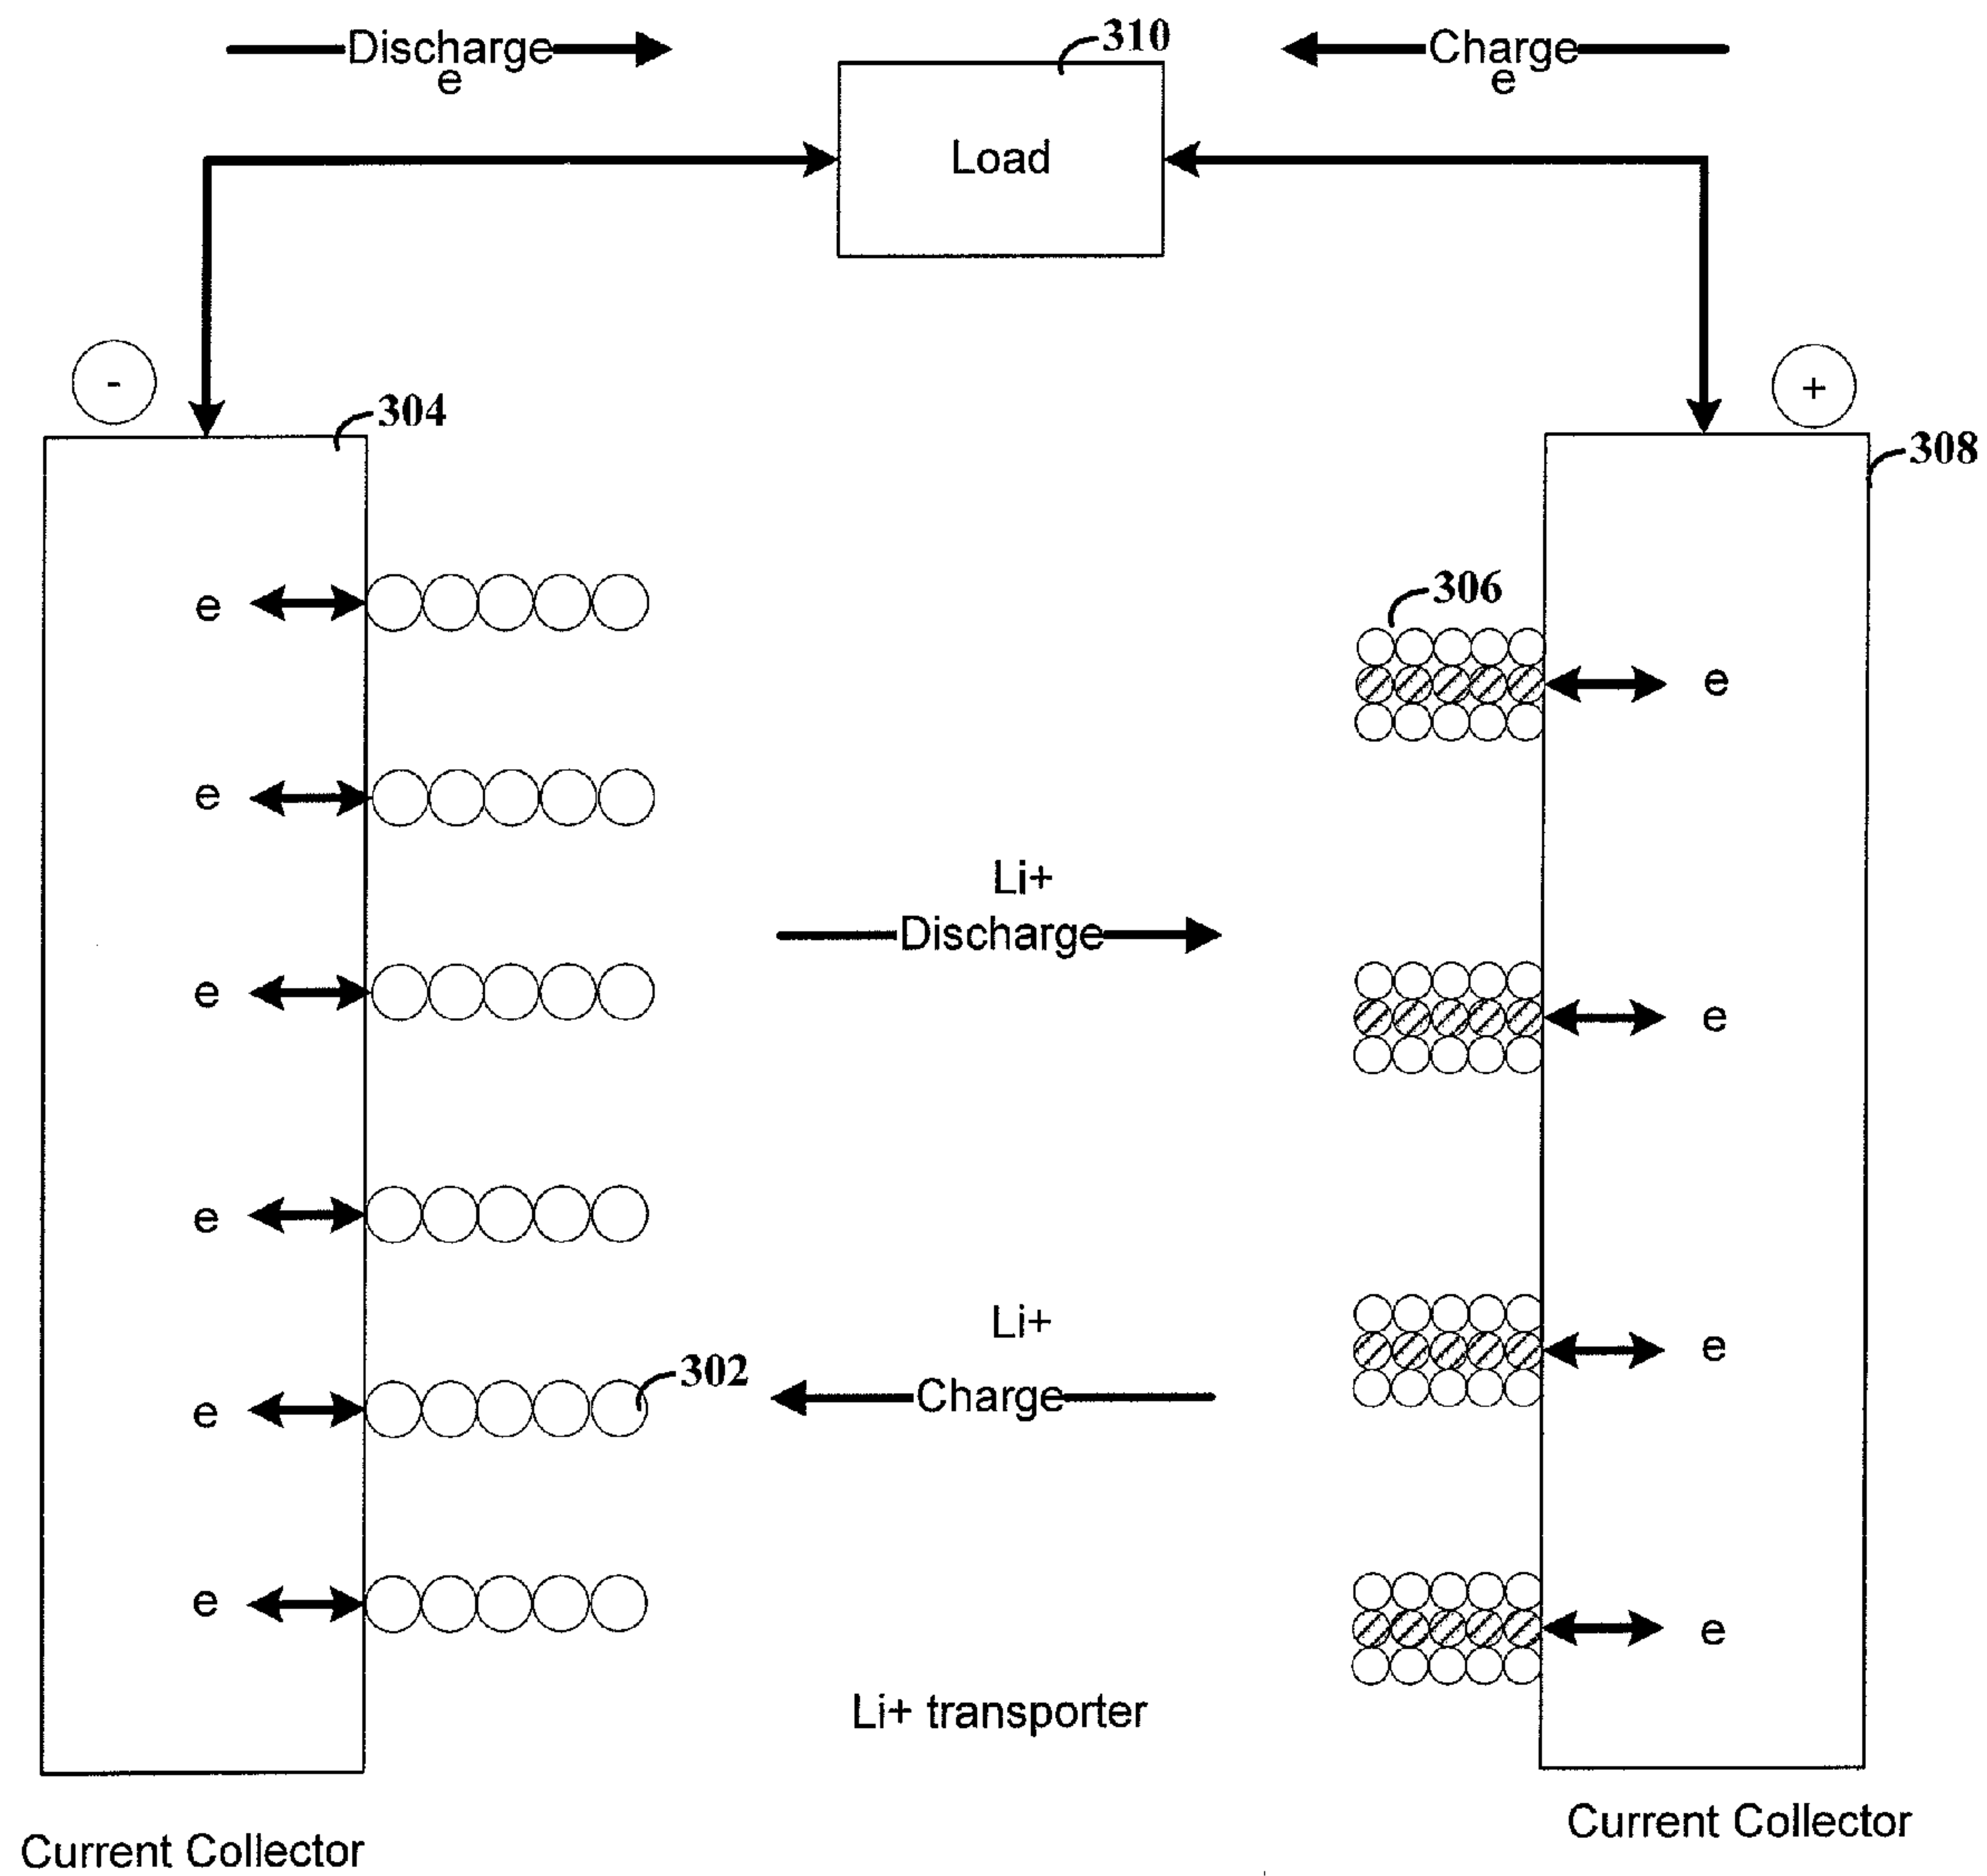 Discharge
e
310
Charge
e
Load
-
+
304
308
e
306
e
e
e
Li+
Discharge
e
e
e
Li+
Charge
302
e
e
e
e
Li+ transporter
Current Collector
Current Collector